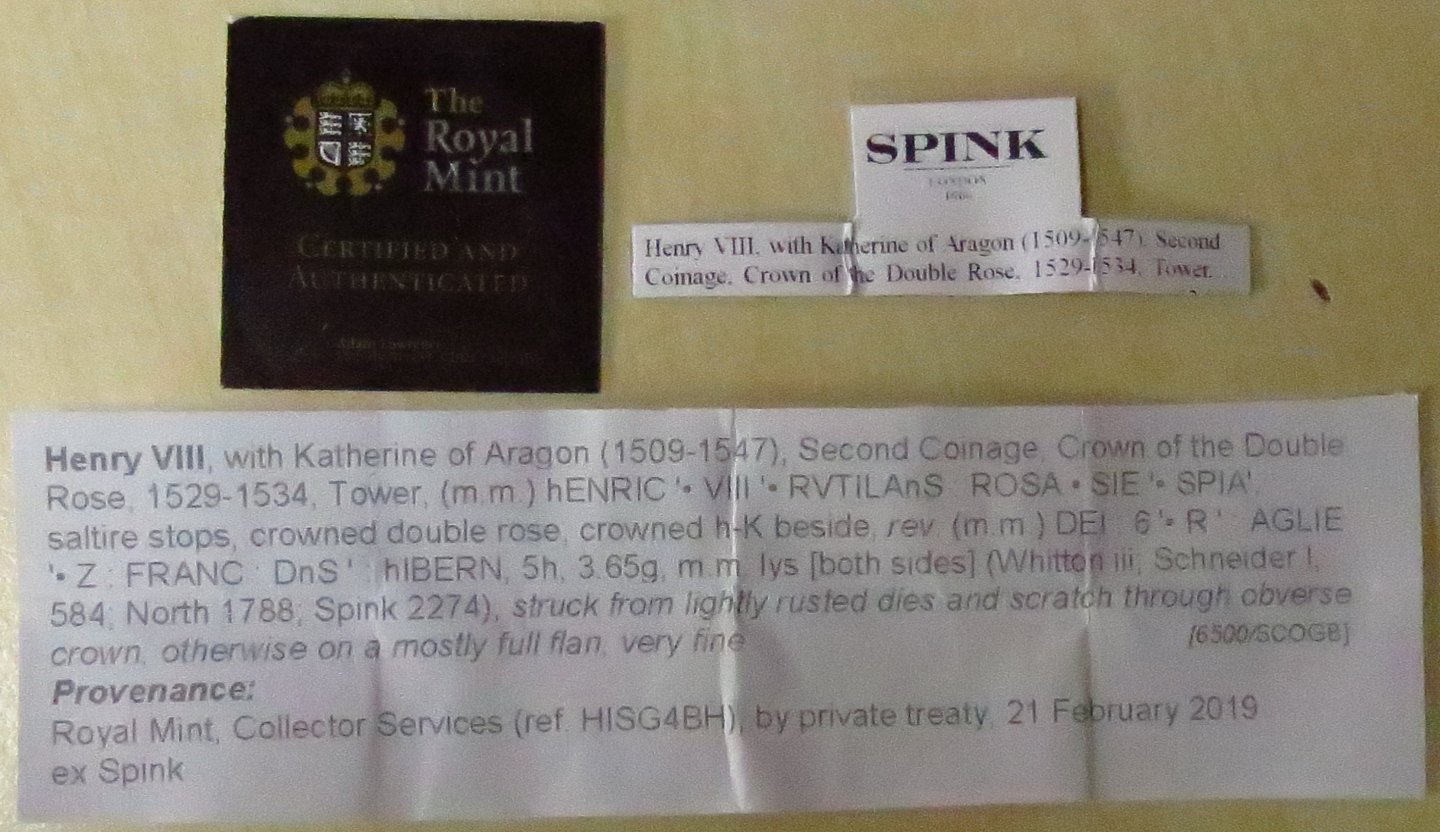 The
Royal
Mint
CERTIFIED AND
AUTHENTICATED
Adam Lawrence
SPINK
LONDON
1666
Henry VIII, with Katherine of Aragon (1509-1547), Second
Coinage, Crown of the Double Rose, 1529-1534, Tower,
Henry VIII, with Katherine of Aragon (1509-1547), Second Coinage, Crown of the Double
Rose, 1529-1534, Tower, (m.m.) hENRIC '• VIII '• RVTILAnS : ROSA • SIE '• SPIA',
saltire stops, crowned double rose, crowned h-K beside, rev. (m.m.) DEI : 6 '• R ' : AGLIE
'• Z : FRANC : DnS ' : hIBERN, 5h, 3.65g, m.m. lys [both sides] (Whitton iii; Schneider I,
584; North 1788; Spink 2274), struck from lightly rusted dies and scratch through obverse
crown, otherwise on a mostly full flan, very fine
[6500/SCOGB]
Provenance:
Royal Mint, Collector Services (ref. HISG4BH), by private treaty, 21 February 2019
ex Spink